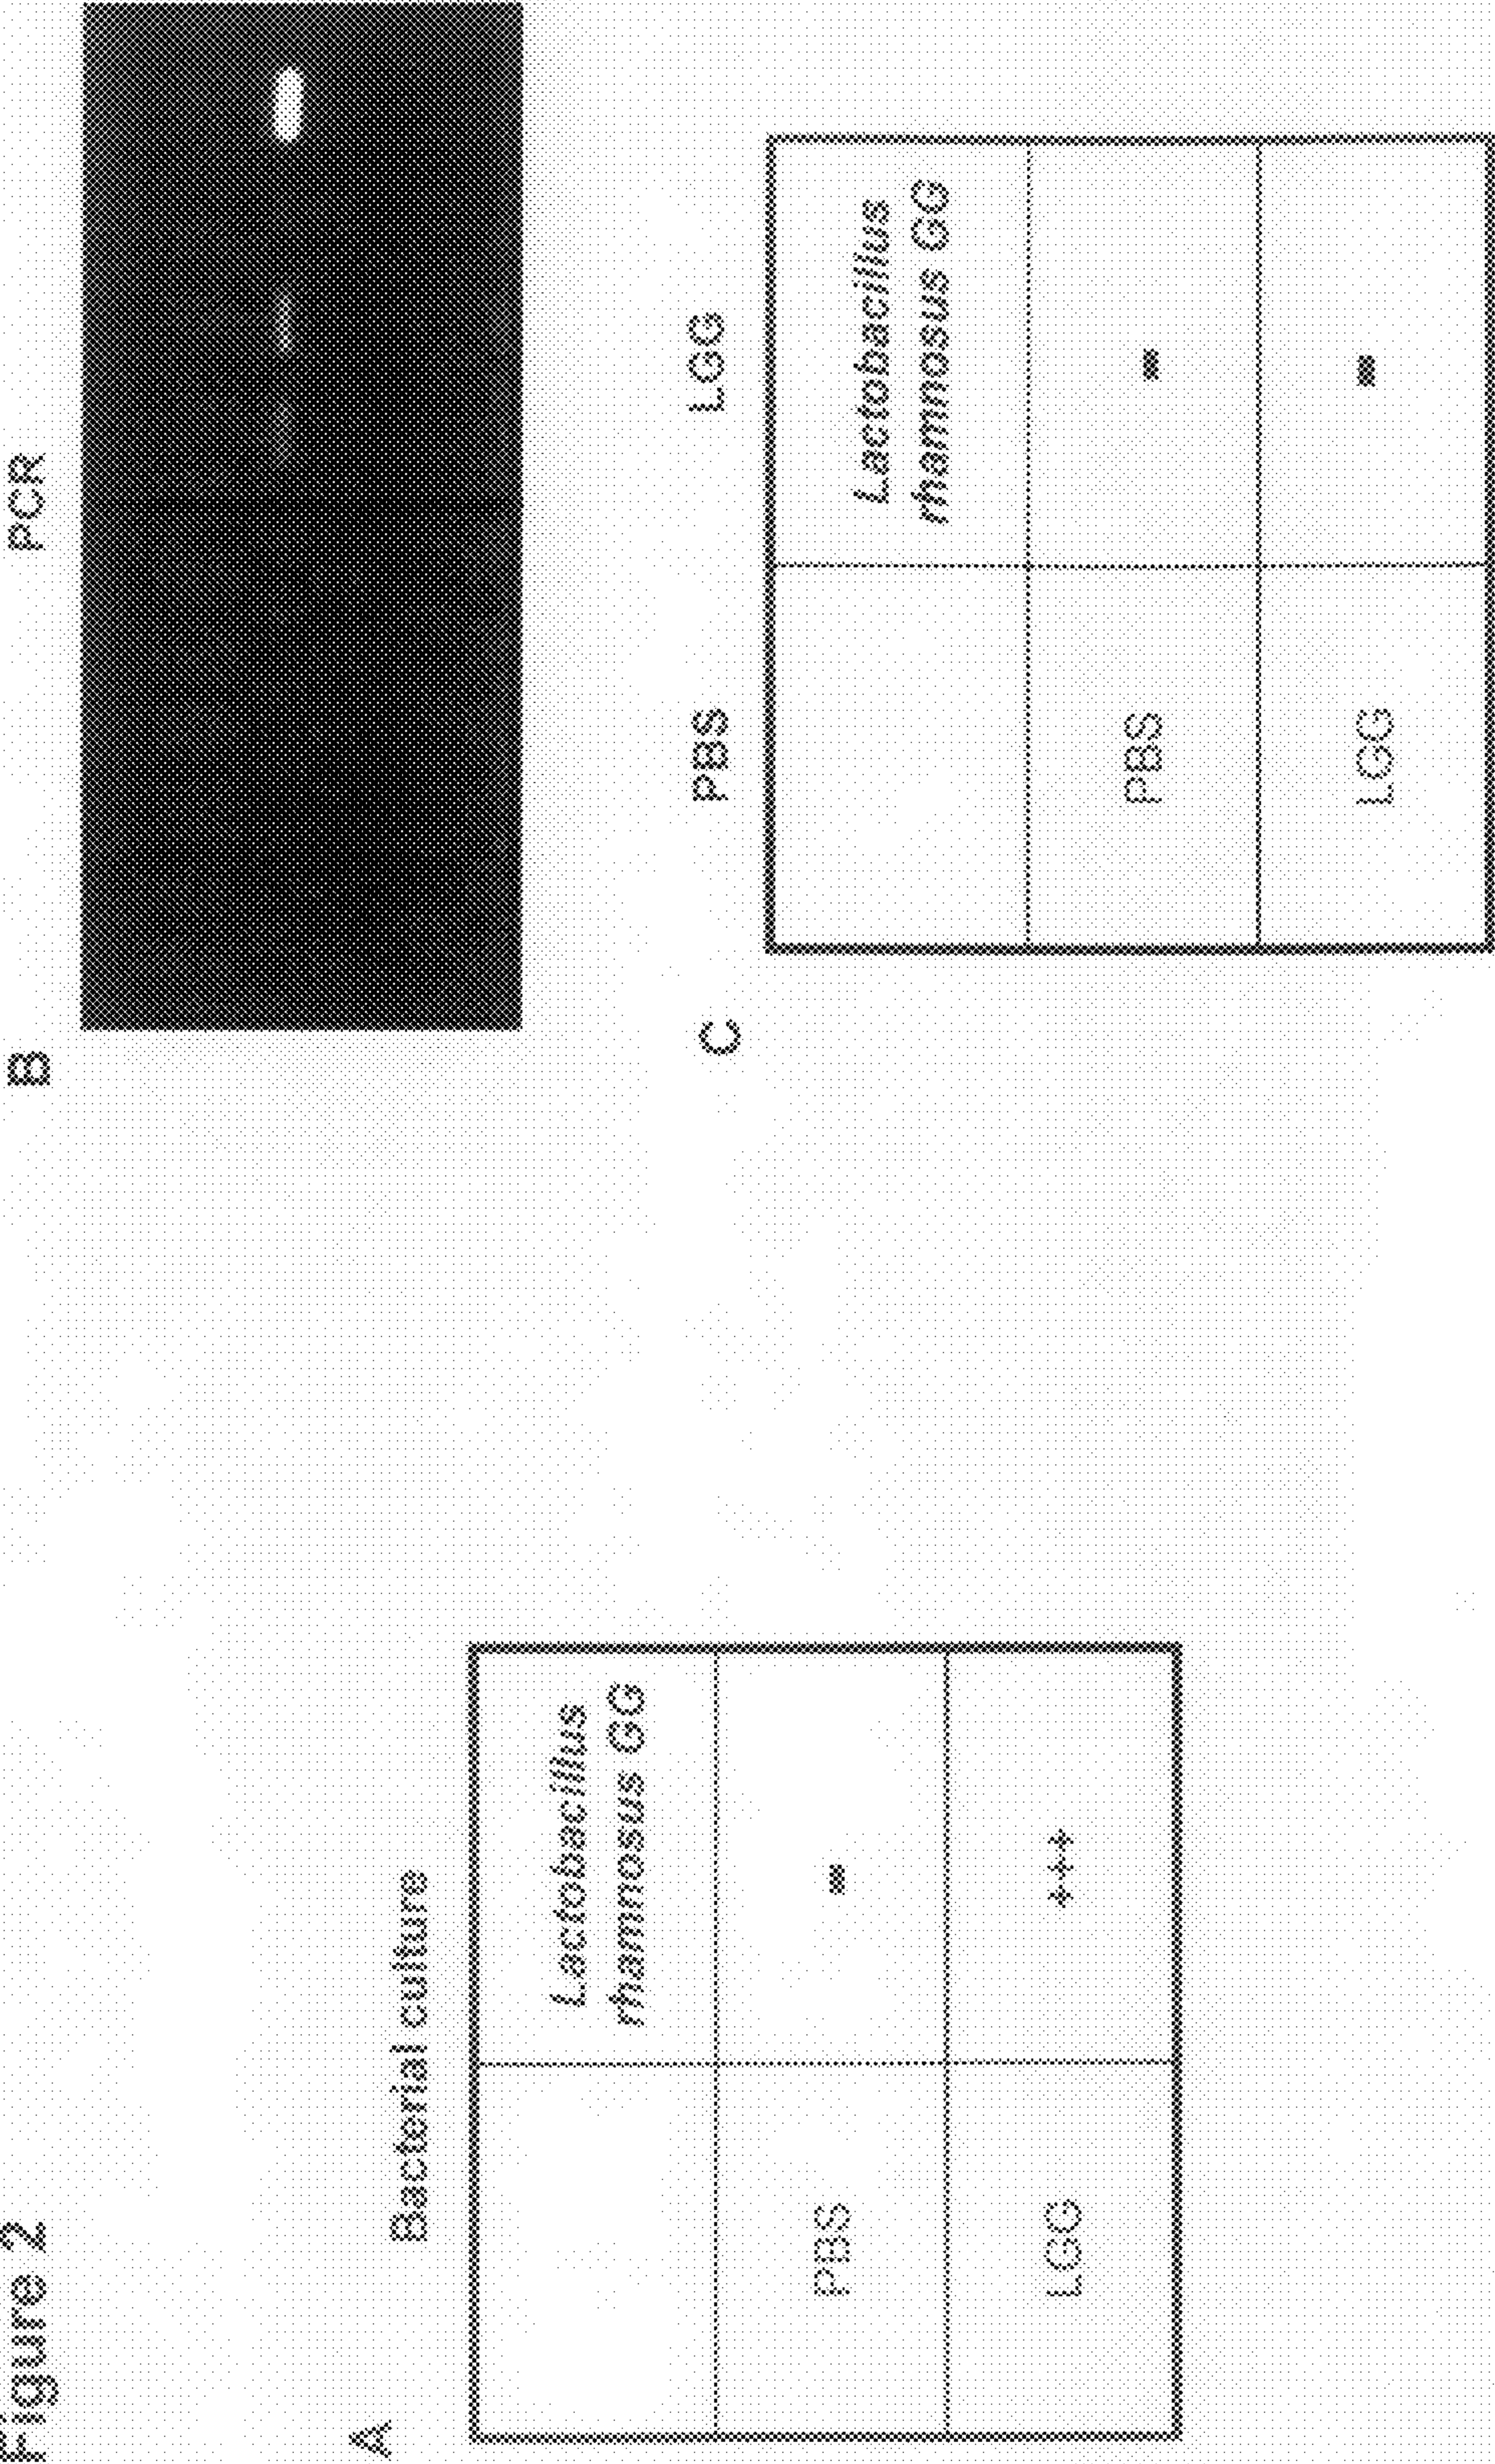 Figure 2
A
Bacterial culture
Lactobacillus
rhamnosus GG
PBS -
LGG +++
B
PCR
PBS LGG
C
Lactobacillus
rhamnosus GG
PBS -
LGG -